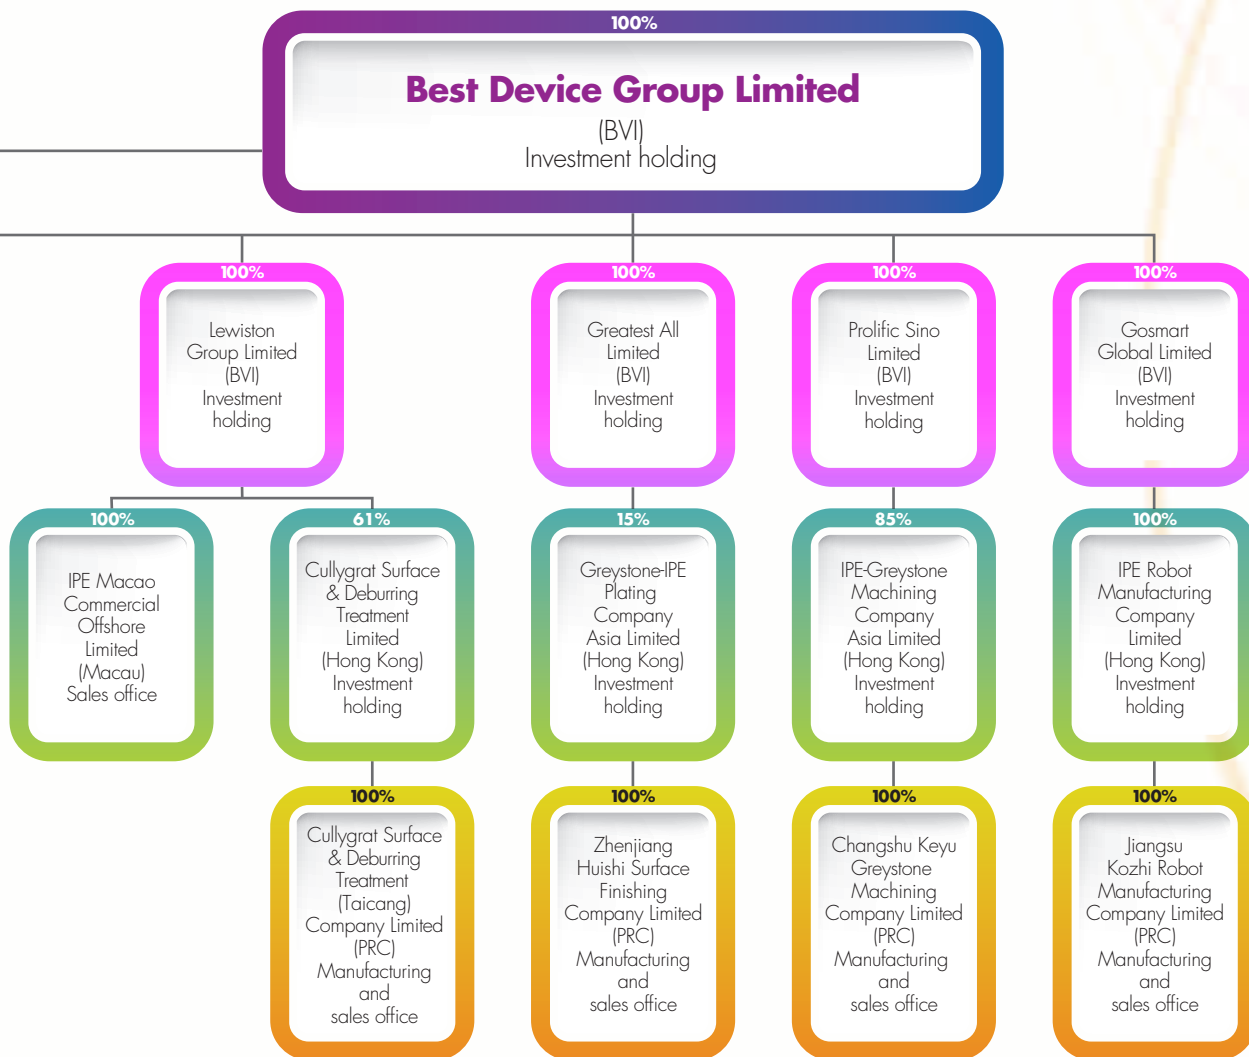 100%
Best Device Group Limited
(BVI)
Investment holding
100%
Lewiston
Group Limited
(BVI)
Investment
holding
100%
Greatest All
Limited
(BVI)
Investment
holding
100%
Prolific Sino
Limited
(BVI)
Investment
holding
100%
Gosmart
Global Limited
(BVI)
Investment
holding
100%
IPE Macao
Commercial
Offshore
Limited
(Macau)
Sales office
61%
Cullygrat Surface
& Deburring
Treatment
Limited
(Hong Kong)
Investment
holding
15%
Greystone-IPE
Plating
Company
Asia Limited
(Hong Kong)
Investment
holding
85%
IPE-Greystone
Machining
Company
Asia Limited
(Hong Kong)
Investment
holding
100%
IPE Robot
Manufacturing
Company
Limited
(Hong Kong)
Investment
holding
100%
Cullygrat Surface
& Deburring
Treatment
(Taicang)
Company Limited
(PRC)
Manufacturing
and
sales office
100%
Zhenjiang
Huishi Surface
Finishing
Company Limited
(PRC)
Manufacturing
and
sales office
100%
Changshu Keyu
Greystone
Machining
Company Limited
(PRC)
Manufacturing
and
sales office
100%
Jiangsu
Kozhi Robot
Manufacturing
Company Limited
(PRC)
Manufacturing
and
sales office